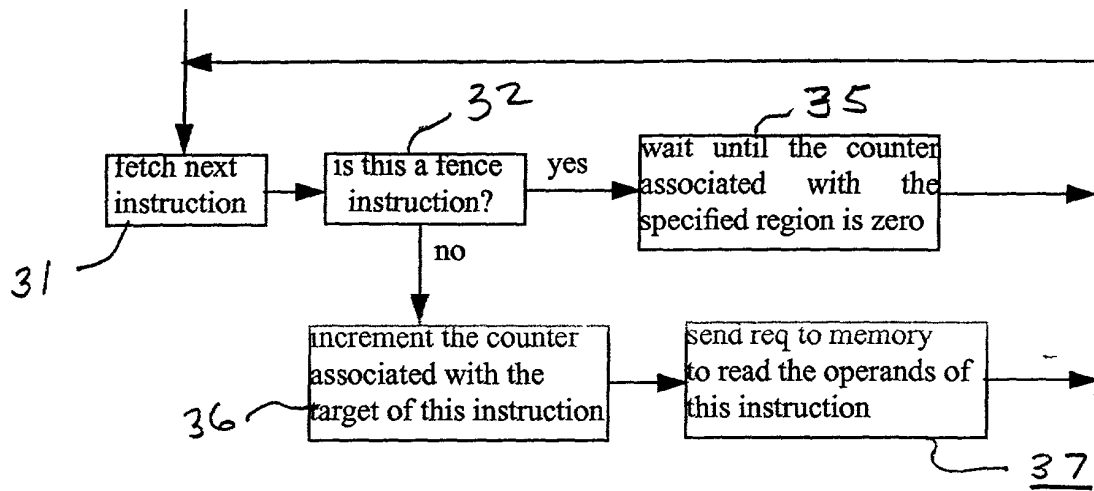 32
35
fetch next
instruction
is this a fence
instruction?
yes
wait until the counter
associated with the
specified region is zero
31
no
increment the counter
associated with the
target of this instruction
36
send req to memory
to read the operands of
this instruction
37